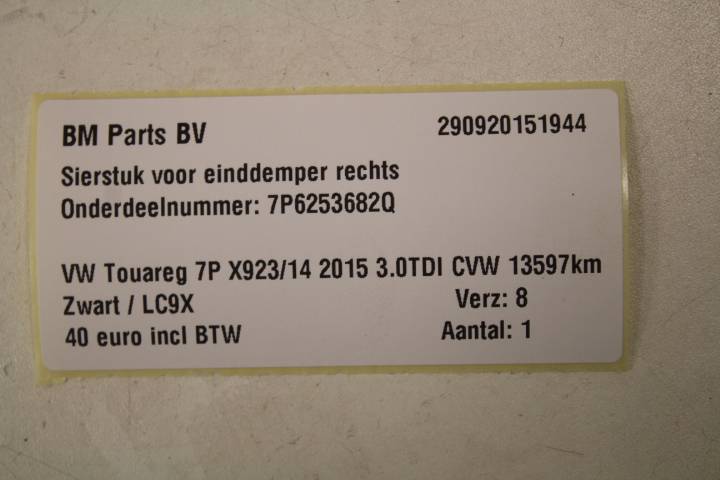 BM Parts BV 290920151944
Sierstuk voor einddemper rechts
Onderdeelnummer: 7P6253682Q
VW Touareg 7P X923/14 2015 3.0TDI CVW 13597km
Zwart / LC9X Verz: 8
40 euro incl BTW Aantal: 1